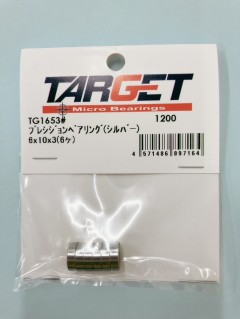 TARGET
Micro Bearings
TG1653# 1200
ﾌﾟﾚｼｼﾞｮﾝﾍﾞｱﾘﾝｸﾞ(ｼﾙﾊﾞｰ)
6x10x3(6ヶ)
4 571486 897164